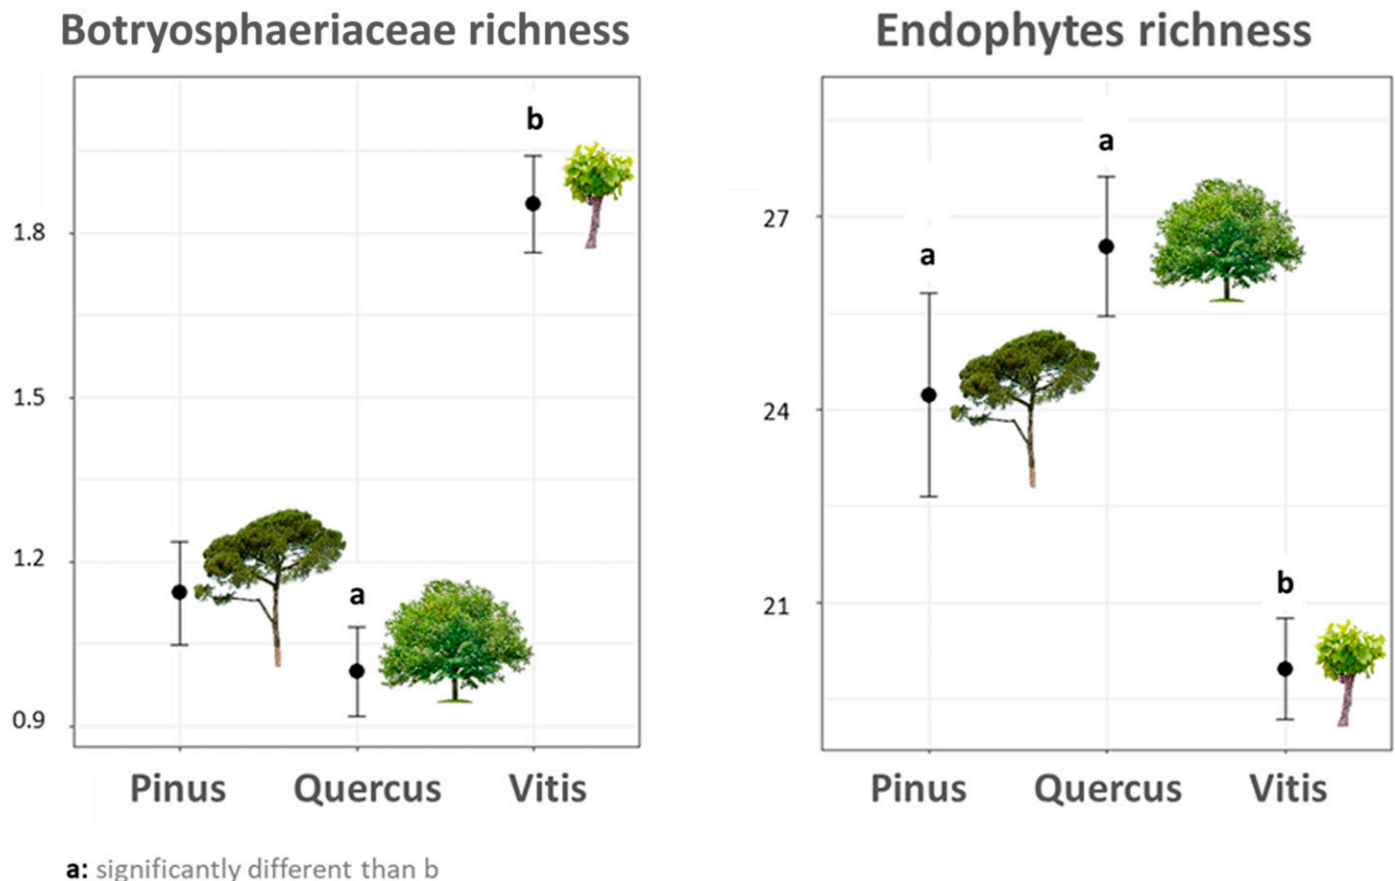 Botryosphaeriaceae richness
b
1.8
1.5
1.2
a
0.9
Pinus Quercus Vitis
Endophytes richness
a
27
a
24
b
21
Pinus Quercus Vitis
a: significantly different than b